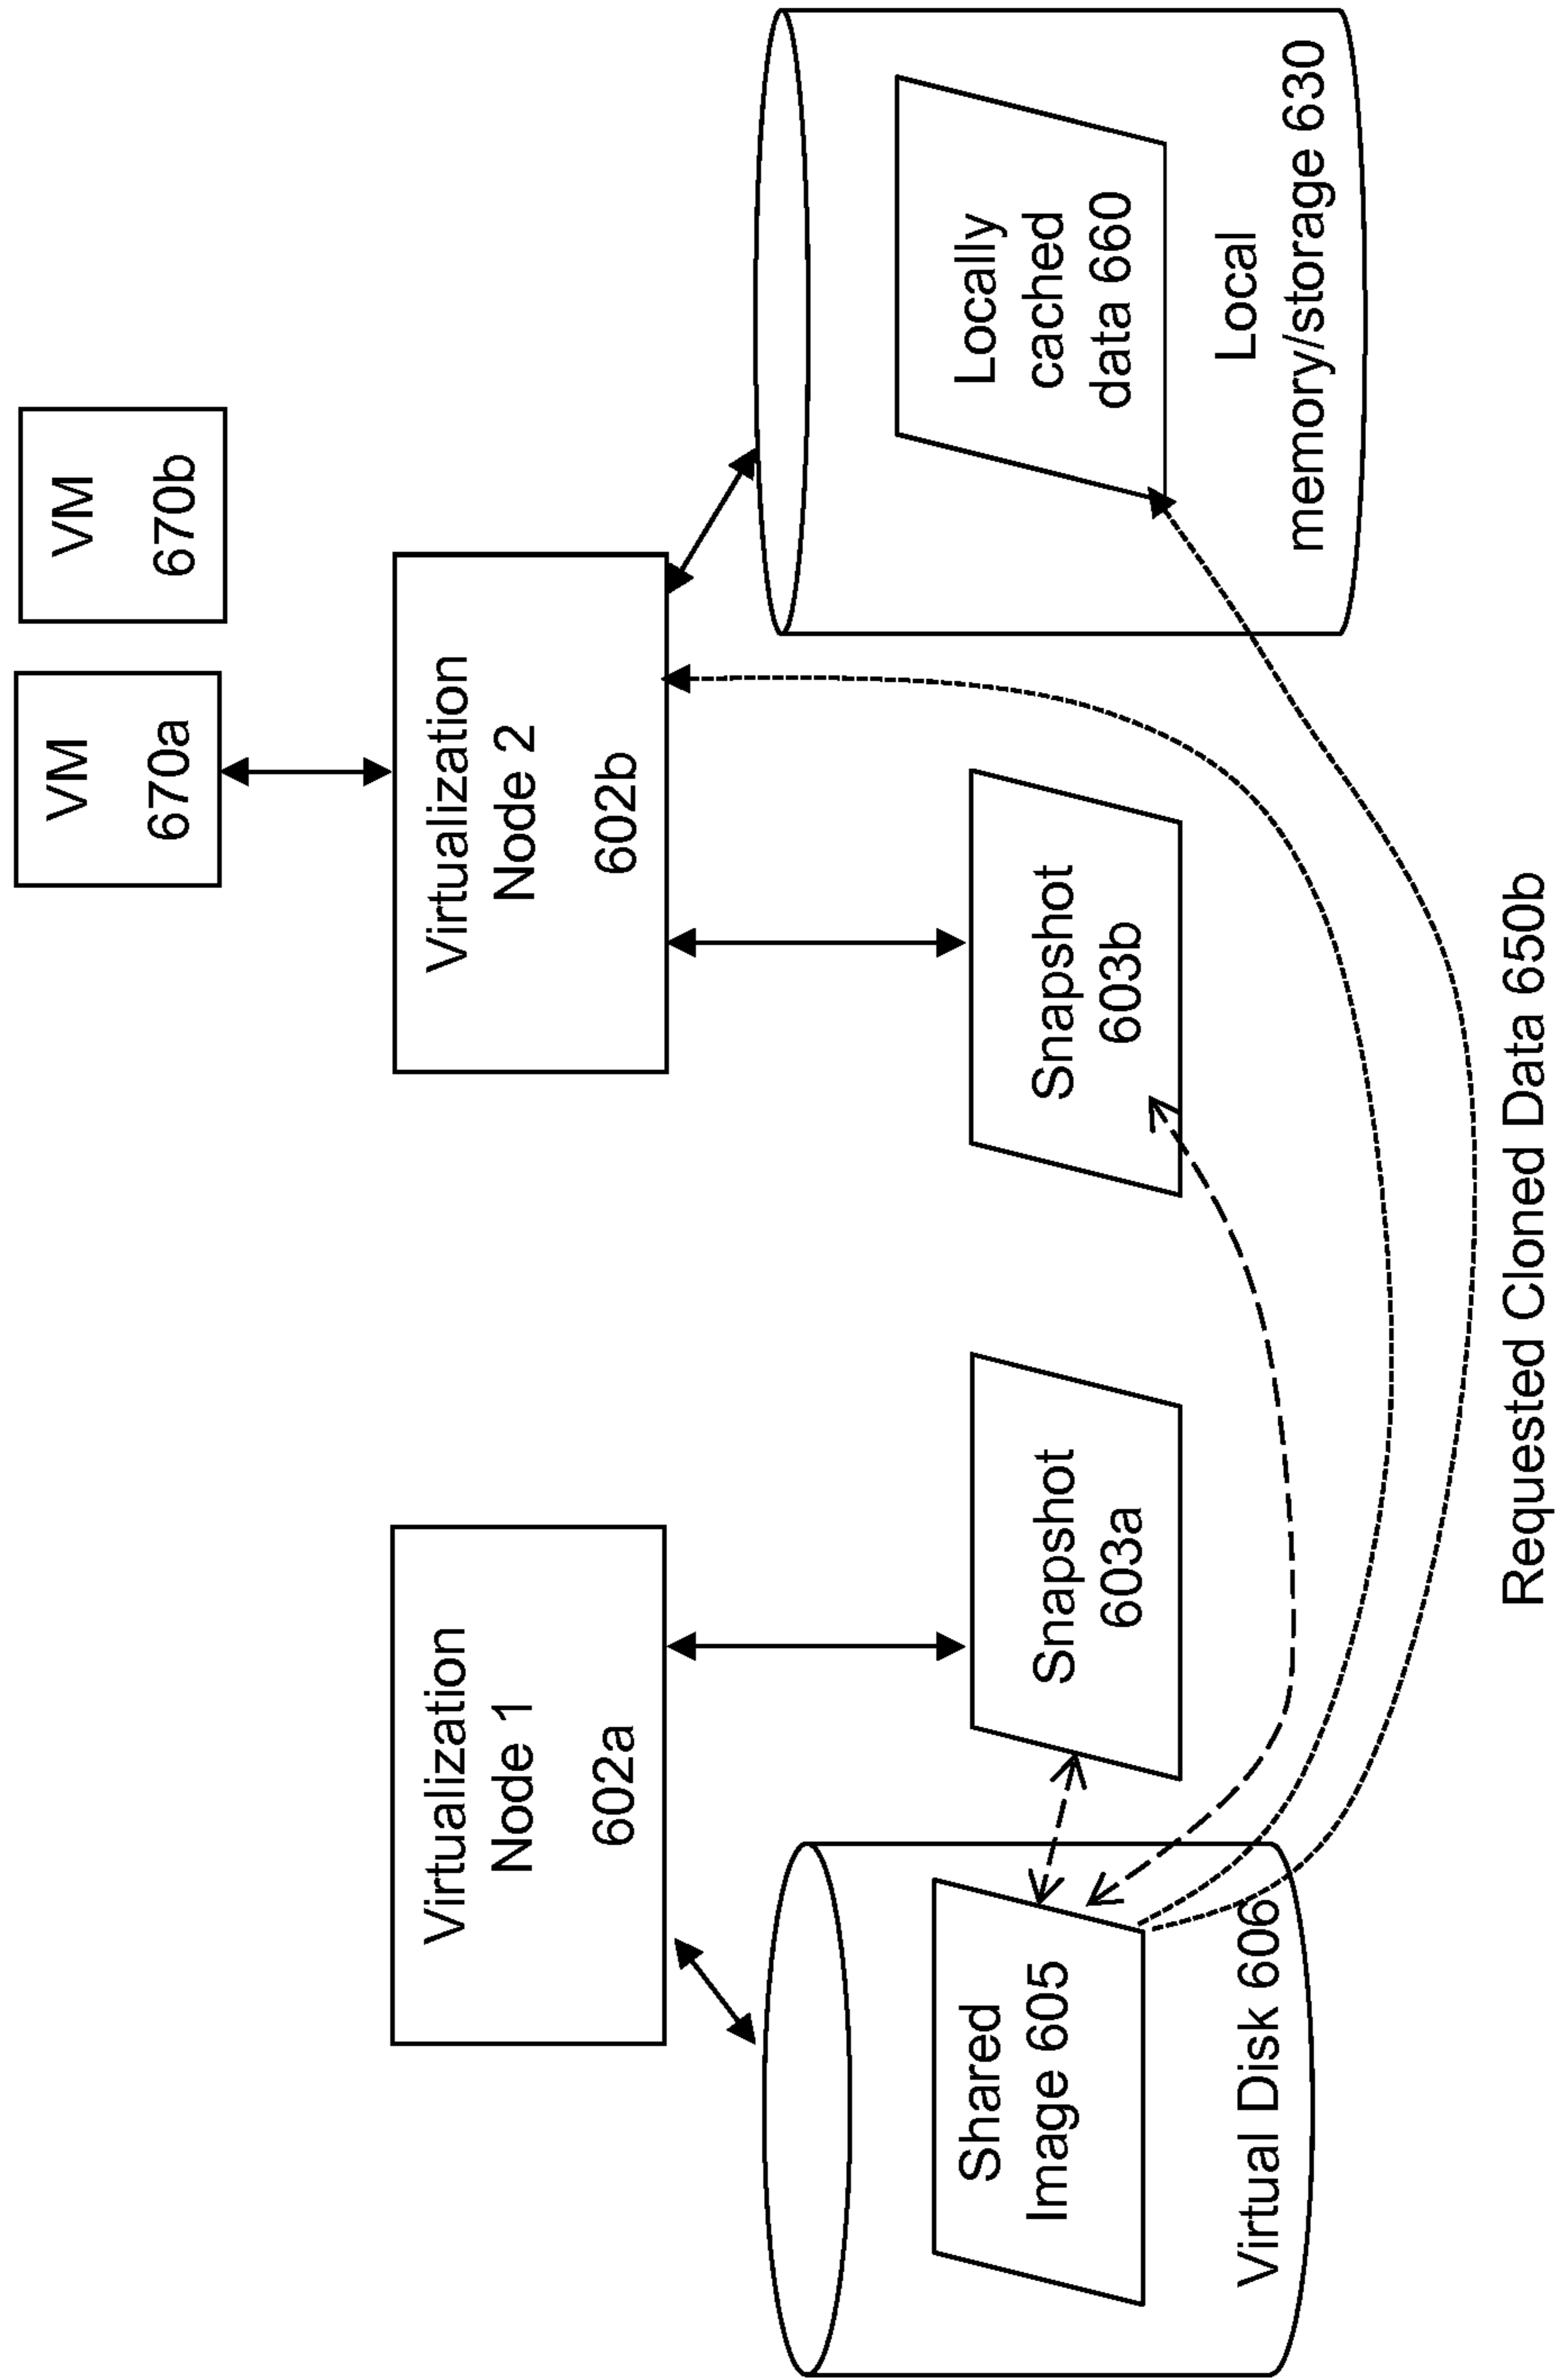 VM
670a
VM
670b
Virtualization
Node 1
602a
Virtualization
Node 2
602b
Shared
Image 605
Virtual Disk 606
Snapshot
603a
Snapshot
603b
Locally
cached
data 660
Local
memory/storage 630
Requested Cloned Data 650b